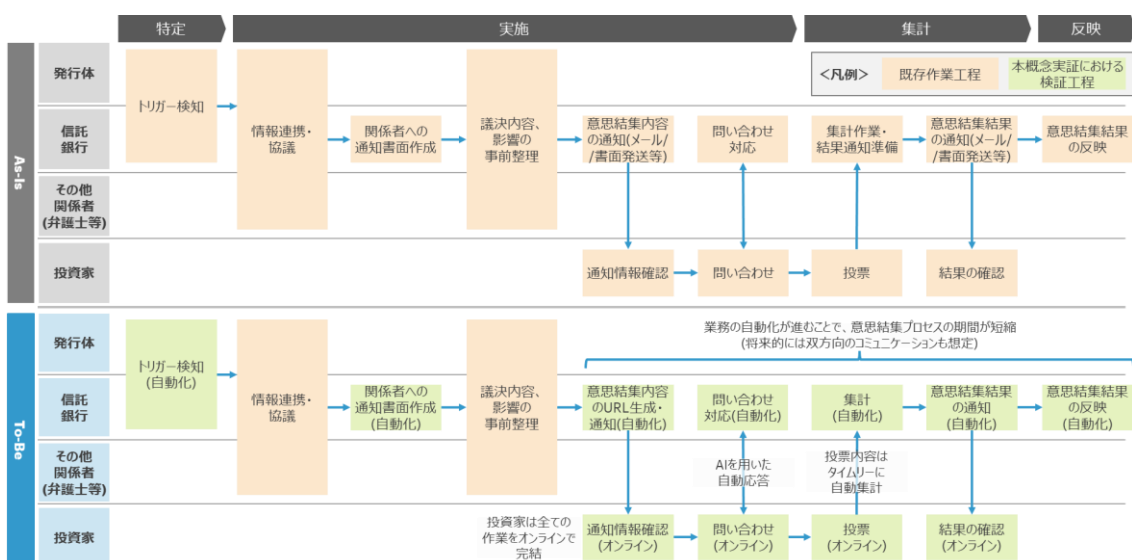 特定
実施
集計
反映
As-Is
発行体
トリガー検知
<凡例>
既存作業工程
本概念実証における
検証工程
信託
銀行
情報連携・
協議
関係者への
通知書面作成
議決内容、
影響の
事前整理
意思結集内容
の通知(メール/
/書面発送等)
問い合わせ
対応
集計作業・
結果通知準備
意思結集結果
の通知(メール/
/書面発送等)
意思結集結果
の反映
その他
関係者
(弁護士等)
投資家
通知情報確認
問い合わせ
投票
結果の確認
To-Be
発行体
トリガー検知
(自動化)
業務の自動化が進むことで、意思結集プロセスの期間が短縮
(将来的には双方向のコミュニケーションも想定)
信託
銀行
情報連携・
協議
関係者への
通知書面作成
(自動化)
議決内容、
影響の
事前整理
意思結集内容
のURL生成・
通知(自動化)
問い合わせ
対応(自動化)
集計
(自動化)
意思結集結果
の通知
(自動化)
意思結集結果
の反映
(自動化)
その他
関係者
(弁護士等)
AIを用いた
自動応答
投票内容は
タイムリーに
自動集計
投資家
投資家は全ての
作業をオンラインで
完結
通知情報確認
(オンライン)
問い合わせ
(オンライン)
投票
(オンライン)
結果の確認
(オンライン)